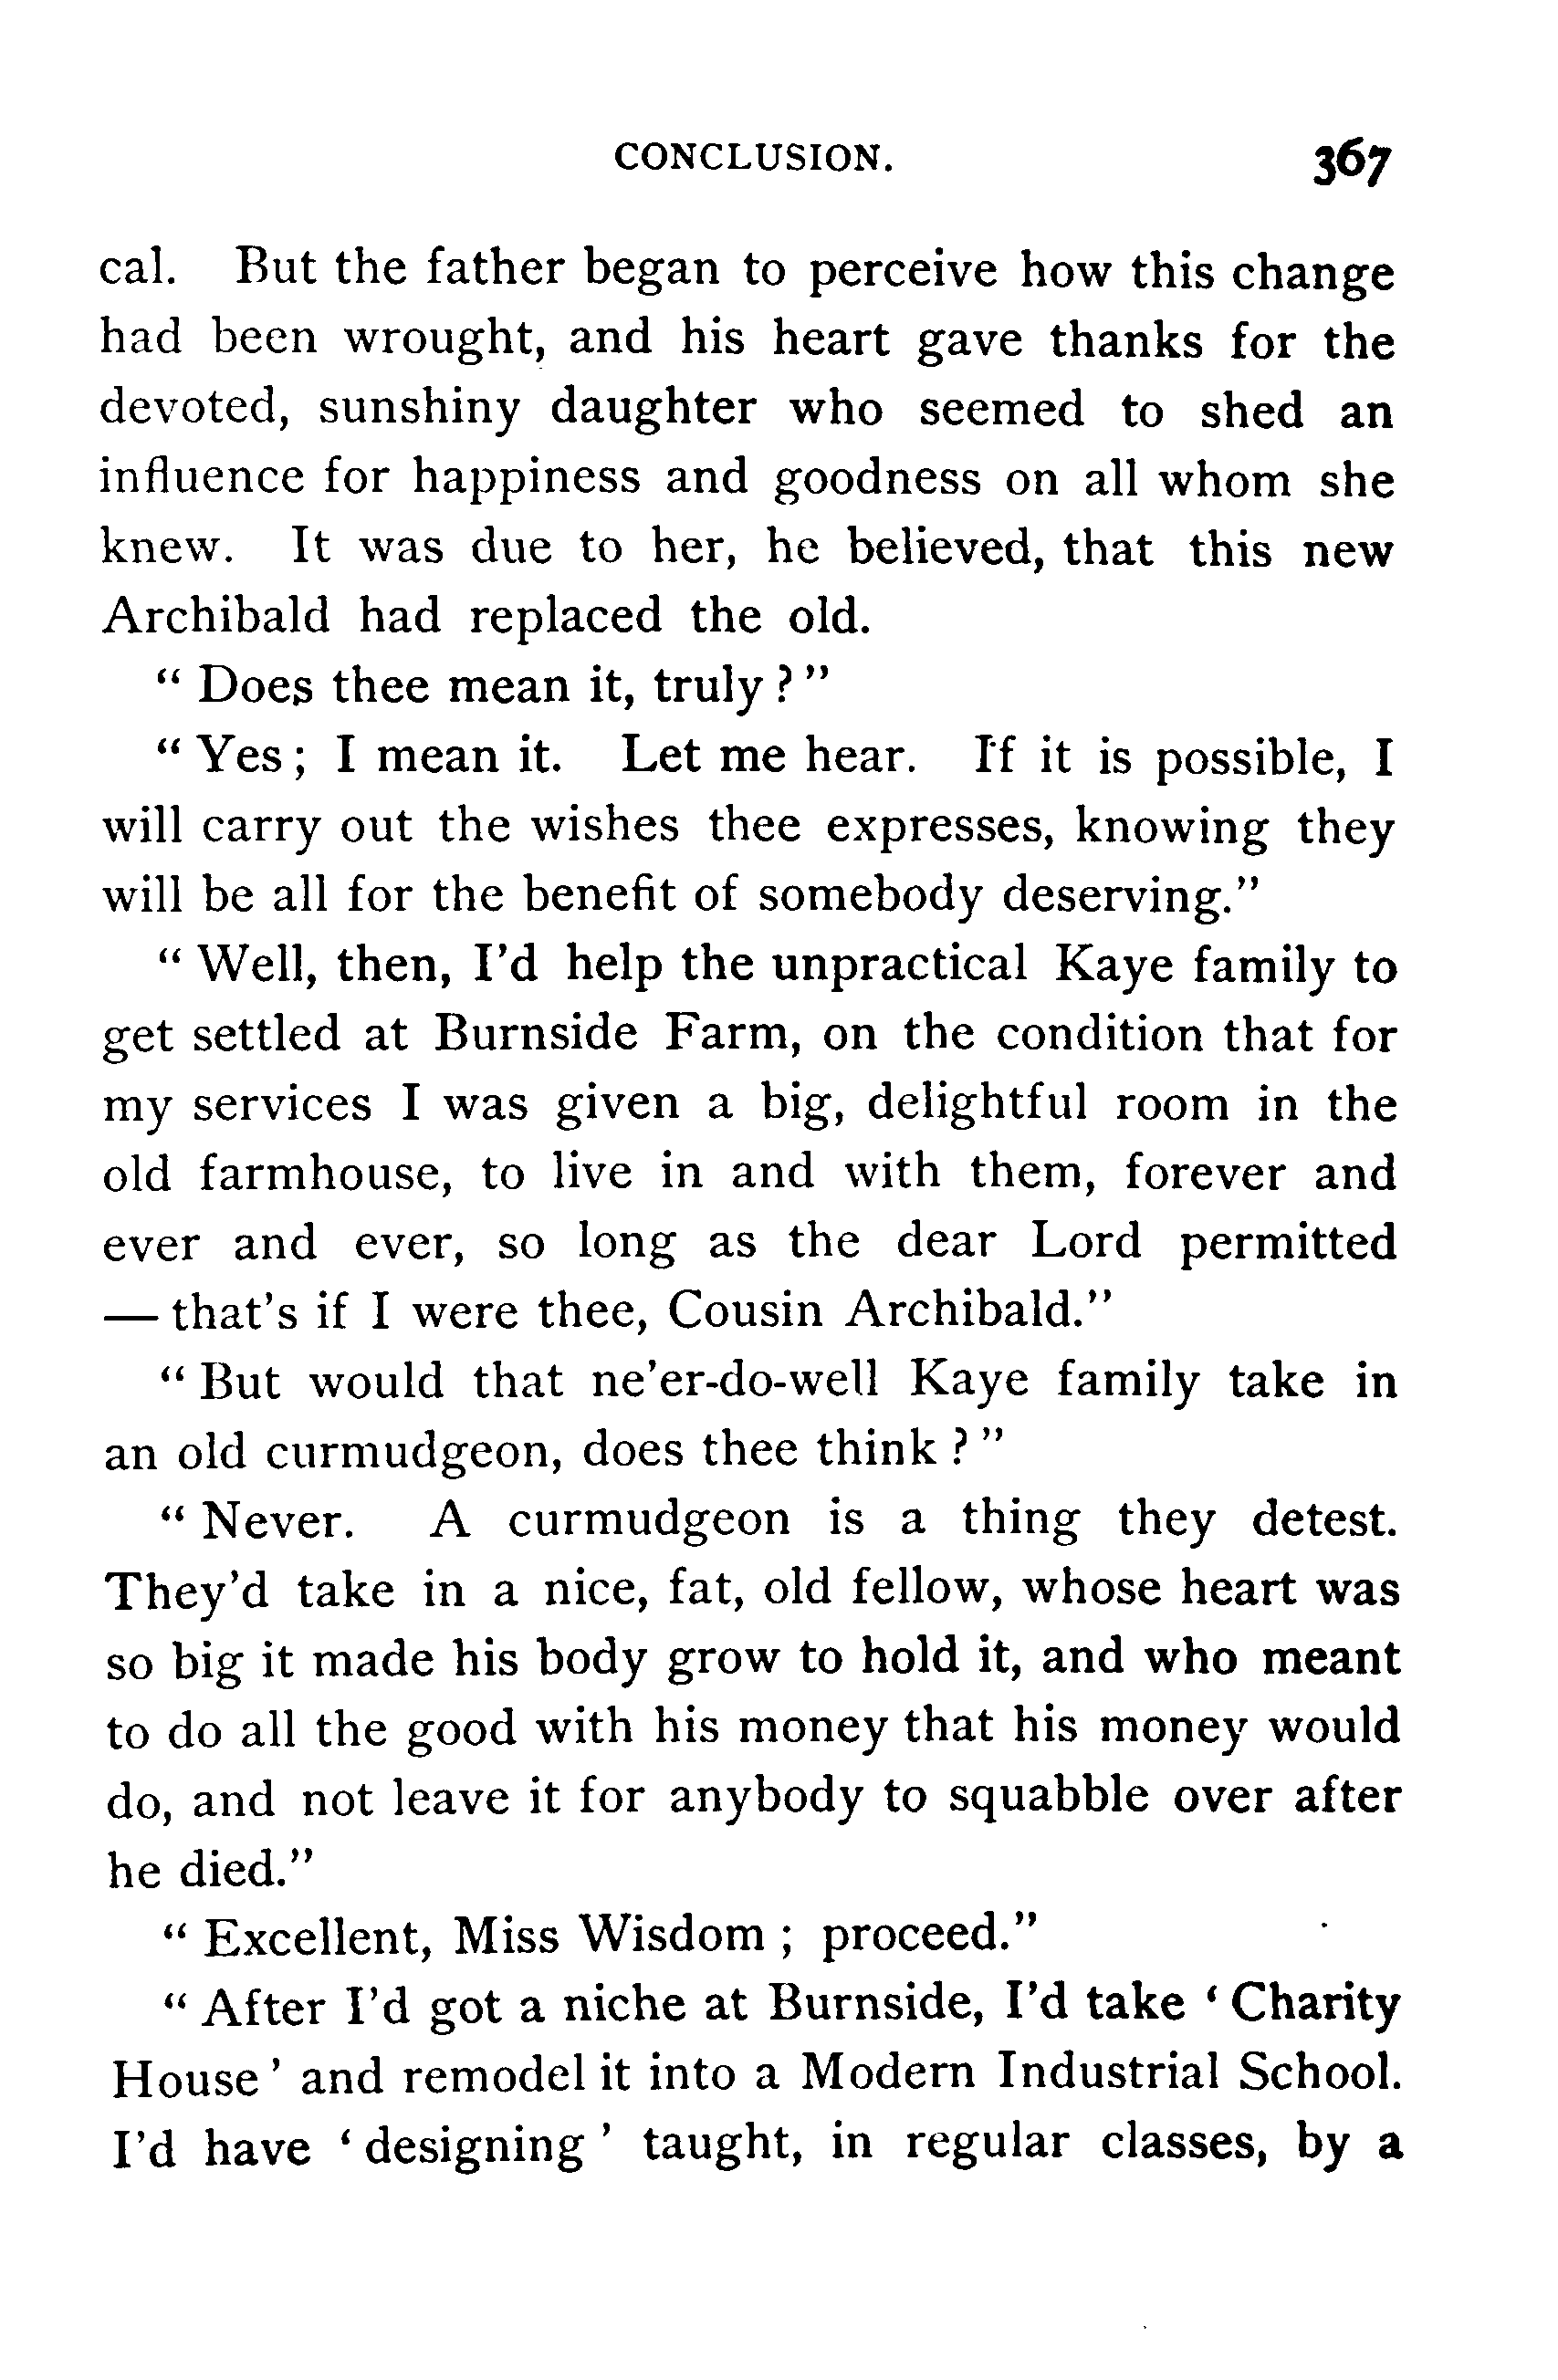 CONCLUSION. 367
cal. But the father began to perceive how this change
had been wrought, and his heart gave thanks for the
devoted, sunshiny daughter who seemed to shed an
influence for happiness and goodness on all whom she
knew. It was due to her, he believed, that this new
Archibald had replaced the old.
“ Does thee mean it, truly ? ”
“ Yes ; I mean it. Let me hear. If it is possible, I
will carry out the wishes thee expresses, knowing they
will be all for the benefit of somebody deserving.”
“ Well, then, I’d help the unpractical Kaye family to
get settled at Burnside Farm, on the condition that for
my services I was given a big, delightful room in the
old farmhouse, to live in and with them, forever and
ever and ever, so long as the dear Lord permitted
— that’s if I were thee, Cousin Archibald.”
“ But would that ne’er-do-well Kaye family take in
an old curmudgeon, does thee think ? ”
“ Never. A curmudgeon is a thing they detest.
They’d take in a nice, fat, old fellow, whose heart was
so big it made his body grow to hold it, and who meant
to do all the good with his money that his money would
do, and not leave it for anybody to squabble over after
he died.”
“ Excellent, Miss Wisdom ; proceed.”
“ After I’d got a niche at Burnside, I’d take ‘ Charity
House ’ and remodel it into a Modern Industrial School.
I’d have ‘ designing ’ taught, in regular classes, by a